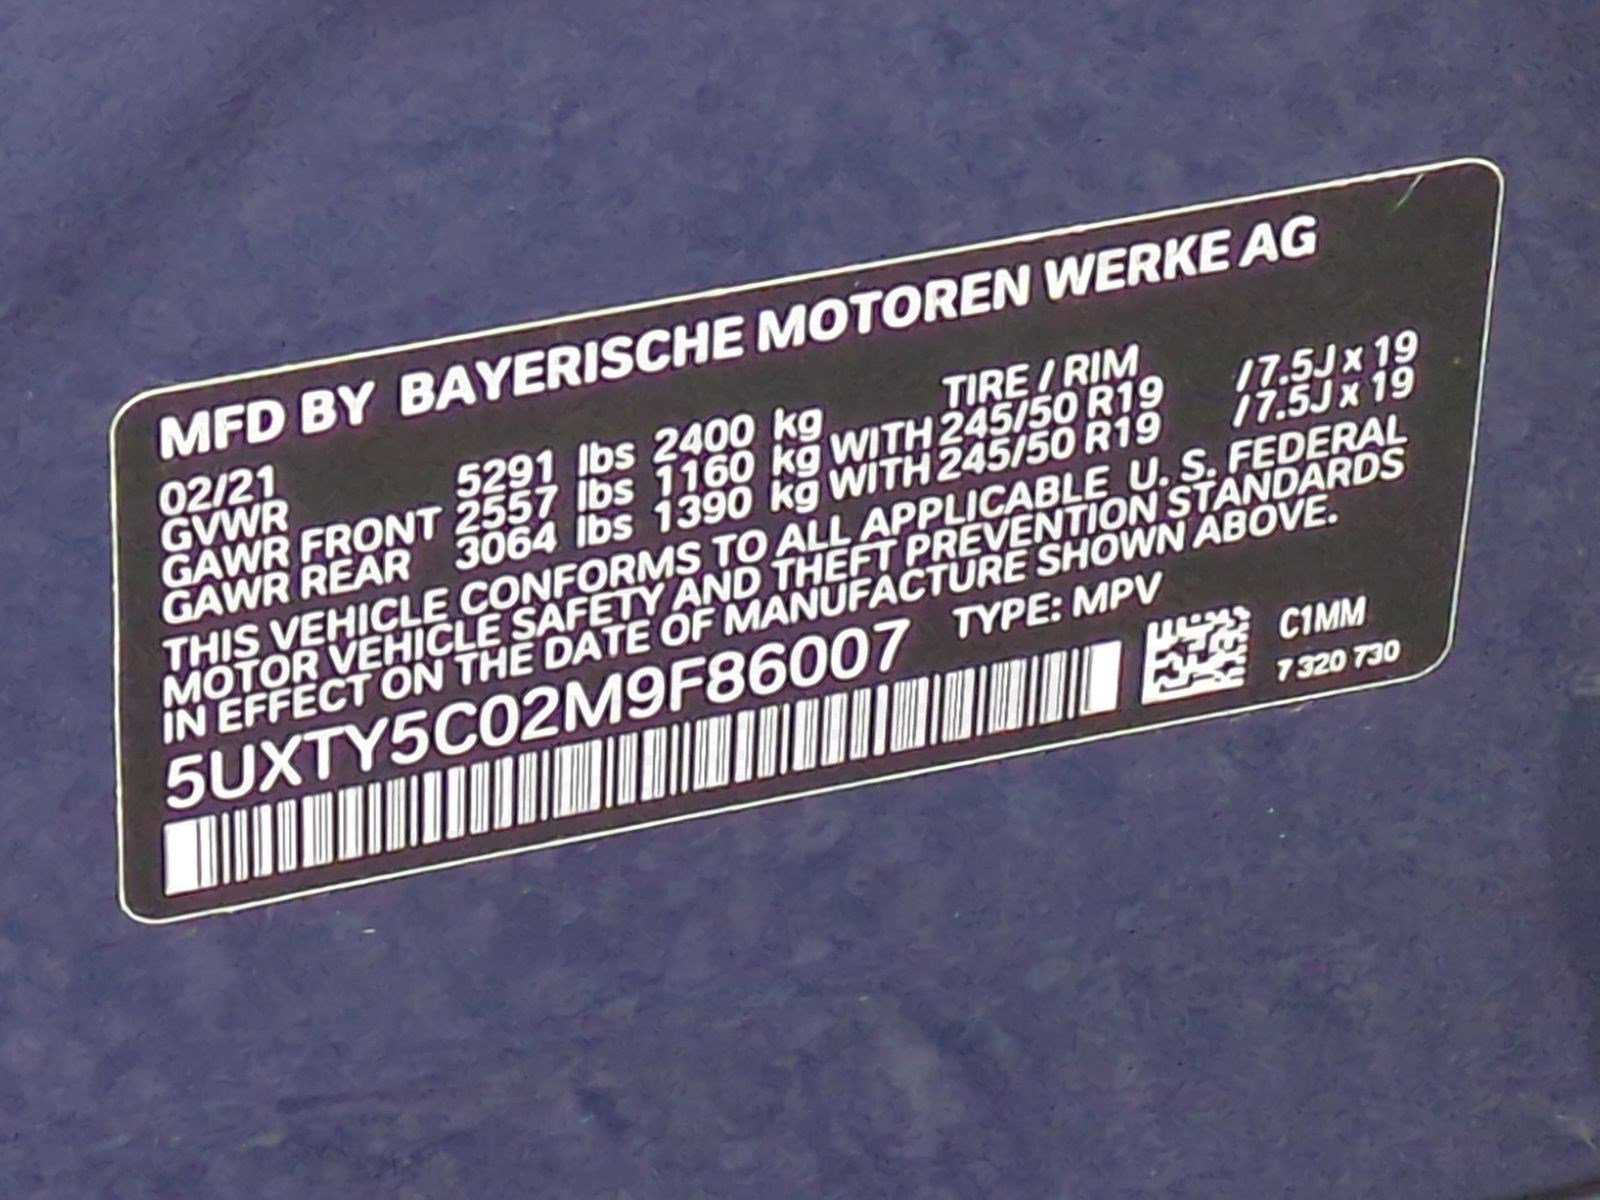 MFD BY BAYERISCHE MOTOREN WERKE AG
02/21 TIRE / RIM
GVWR 5291 lbs 2400 kg
GAWR FRONT 2557 lbs 1160 kg WITH 245/50 R19 / 7.5J x 19
GAWR REAR 3064 lbs 1390 kg WITH 245/50 R19 / 7.5J x 19
THIS VEHICLE CONFORMS TO ALL APPLICABLE U. S. FEDERAL
MOTOR VEHICLE SAFETY AND THEFT PREVENTION STANDARDS
IN EFFECT ON THE DATE OF MANUFACTURE SHOWN ABOVE.
5UXTY5C02M9F86007 TYPE: MPV
C1MM
7 320 730